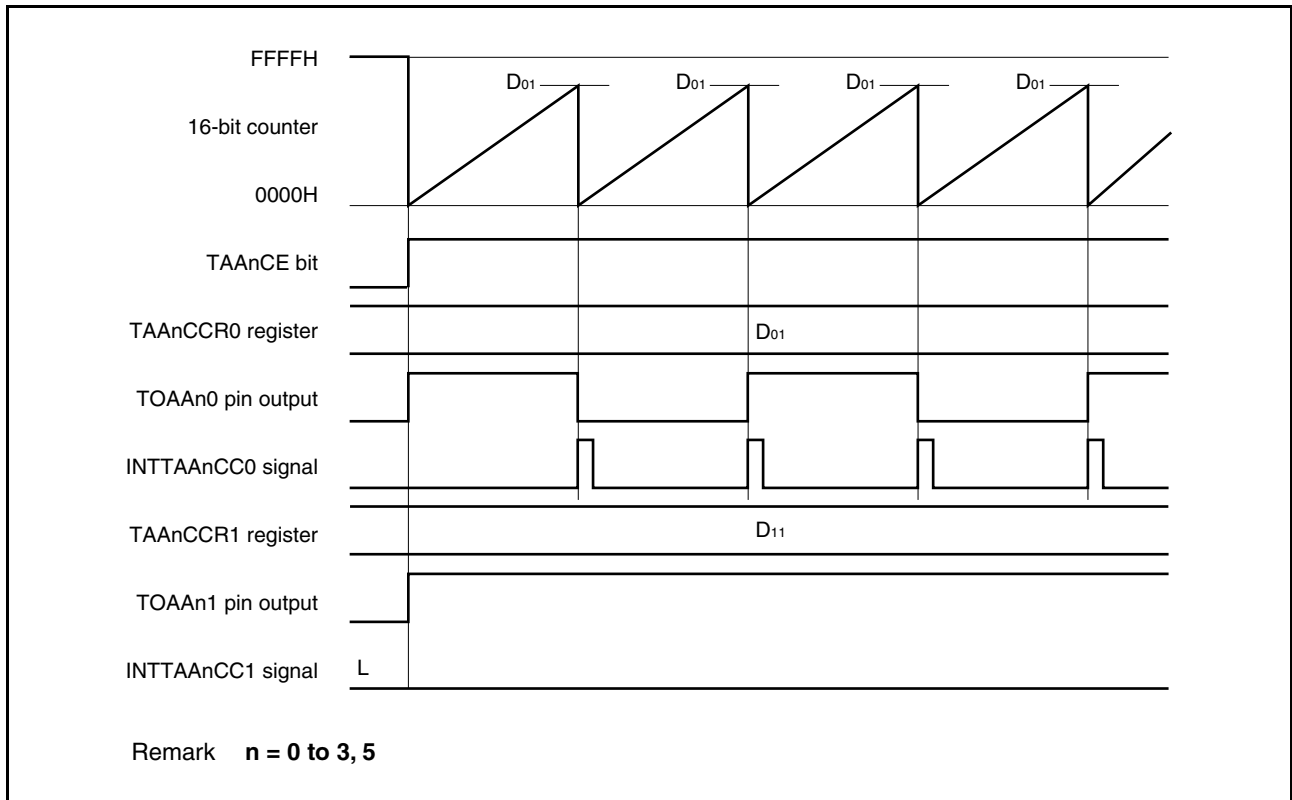 FFFFH
D01 D01 D01 D01
16-bit counter
0000H
TAAnCE bit
TAAnCCR0 register
D01
TOAAn0 pin output
INTTAAnCC0 signal
TAAnCCR1 register
D11
TOAAn1 pin output
INTTAAnCC1 signal L
Remark n = 0 to 3, 5